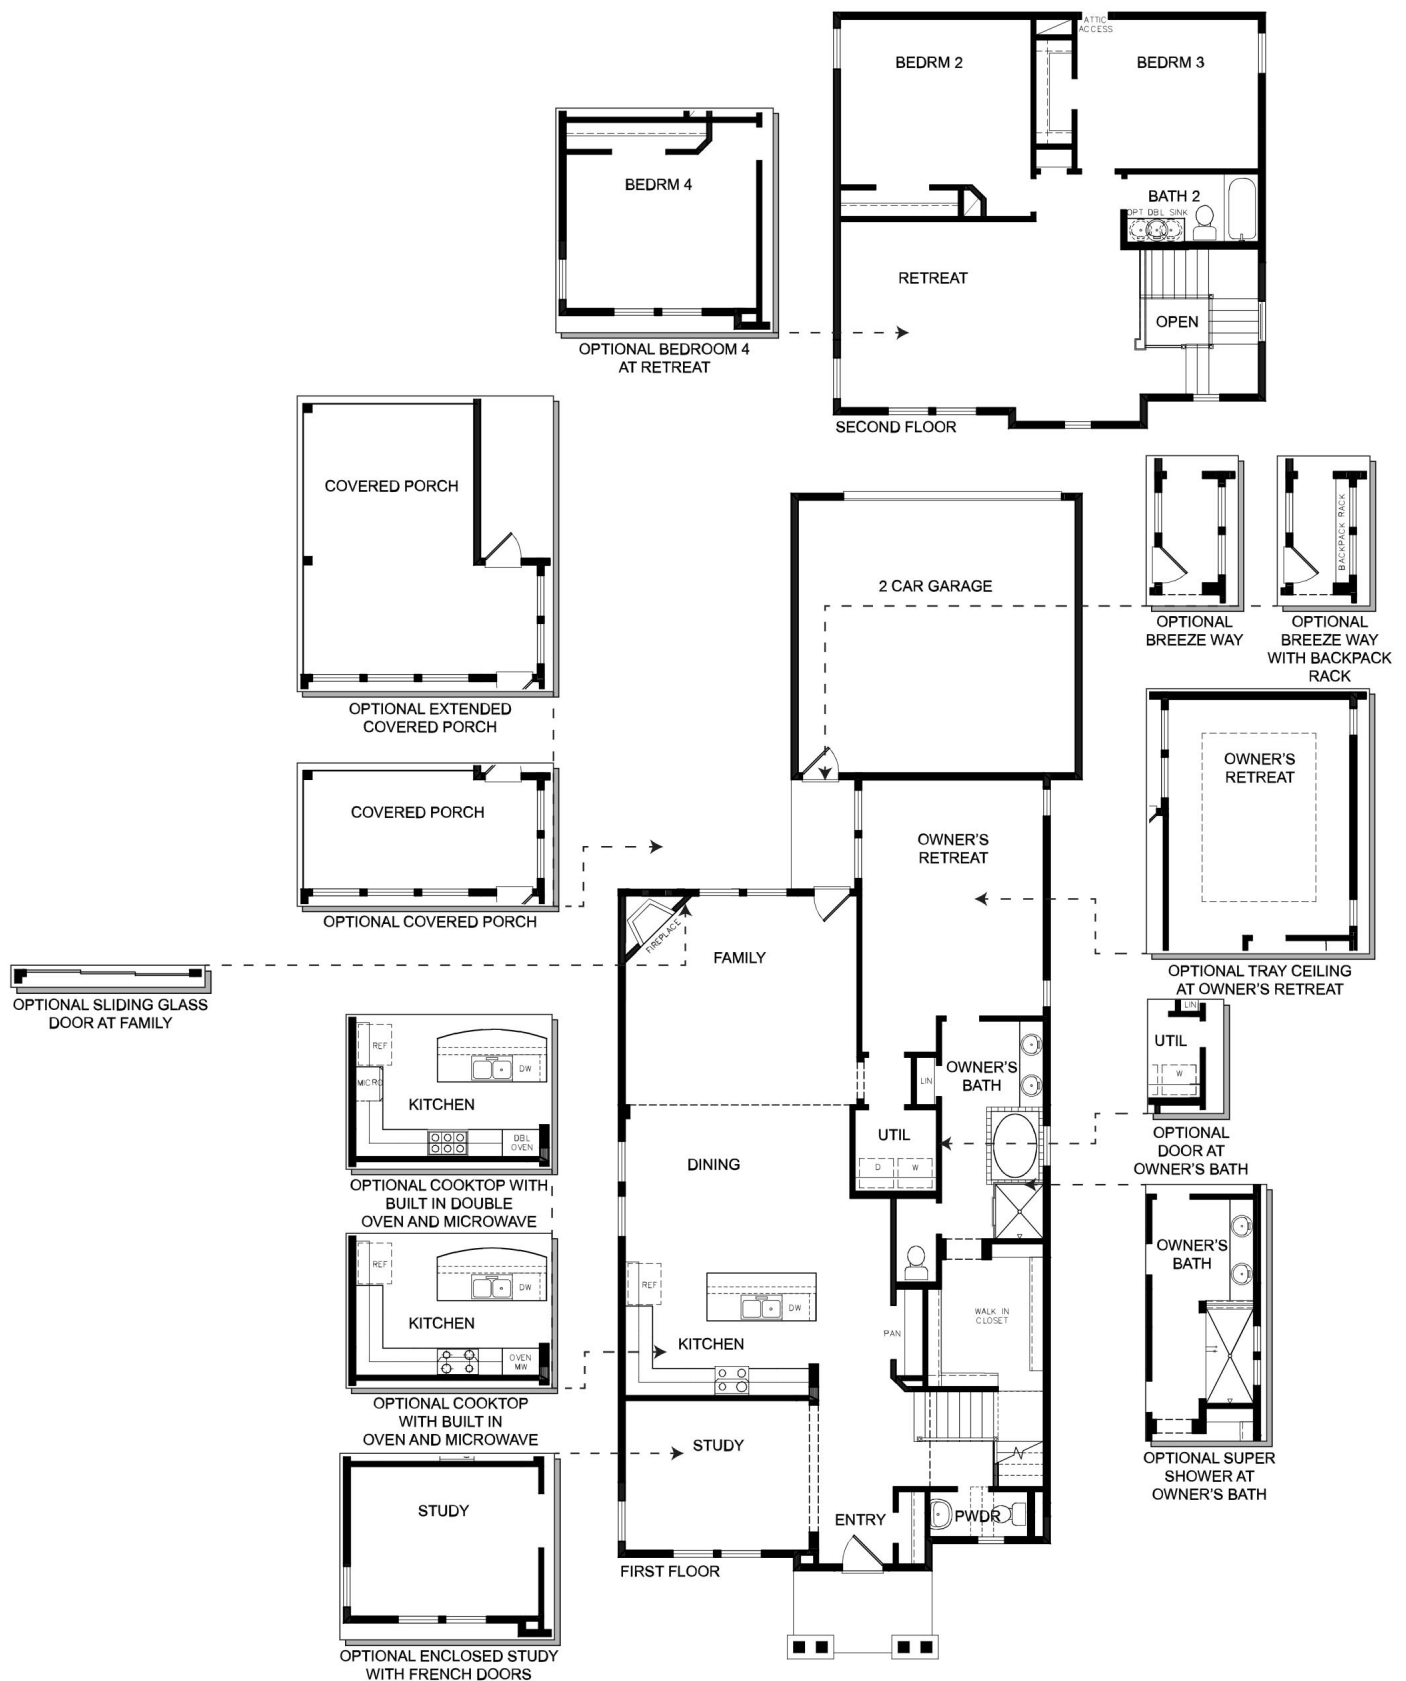 ATTIC
ACCESS
BEDRM 2
BEDRM 3
BATH 2
OPT DBL SINK
RETREAT
OPEN
SECOND FLOOR
BEDRM 4
OPTIONAL BEDROOM 4
AT RETREAT
COVERED PORCH
OPTIONAL EXTENDED
COVERED PORCH
COVERED PORCH
OPTIONAL COVERED PORCH
2 CAR GARAGE
OPTIONAL
BREEZE WAY
BACKPACK RACK
OPTIONAL
BREEZE WAY
WITH BACKPACK
RACK
OWNER'S
RETREAT
OPTIONAL TRAY CEILING
AT OWNER'S RETREAT
OWNER'S
RETREAT
FIREPLACE
FAMILY
OPTIONAL SLIDING GLASS
DOOR AT FAMILY
REF
MICRO
DW
KITCHEN
DBL
OVEN
OPTIONAL COOKTOP WITH
BUILT IN DOUBLE
OVEN AND MICROWAVE
REF
DW
KITCHEN
OVEN
MW
OPTIONAL COOKTOP
WITH BUILT IN
OVEN AND MICROWAVE
STUDY
OPTIONAL ENCLOSED STUDY
WITH FRENCH DOORS
OWNER'S
BATH
LIN
UTIL
D
W
DINING
LIN
UTIL
W
OPTIONAL
DOOR AT
OWNER'S BATH
OWNER'S
BATH
OPTIONAL SUPER
SHOWER AT
OWNER'S BATH
REF
DW
KITCHEN
PAN
WALK IN
CLOSET
STUDY
ENTRY
PWDR
FIRST FLOOR